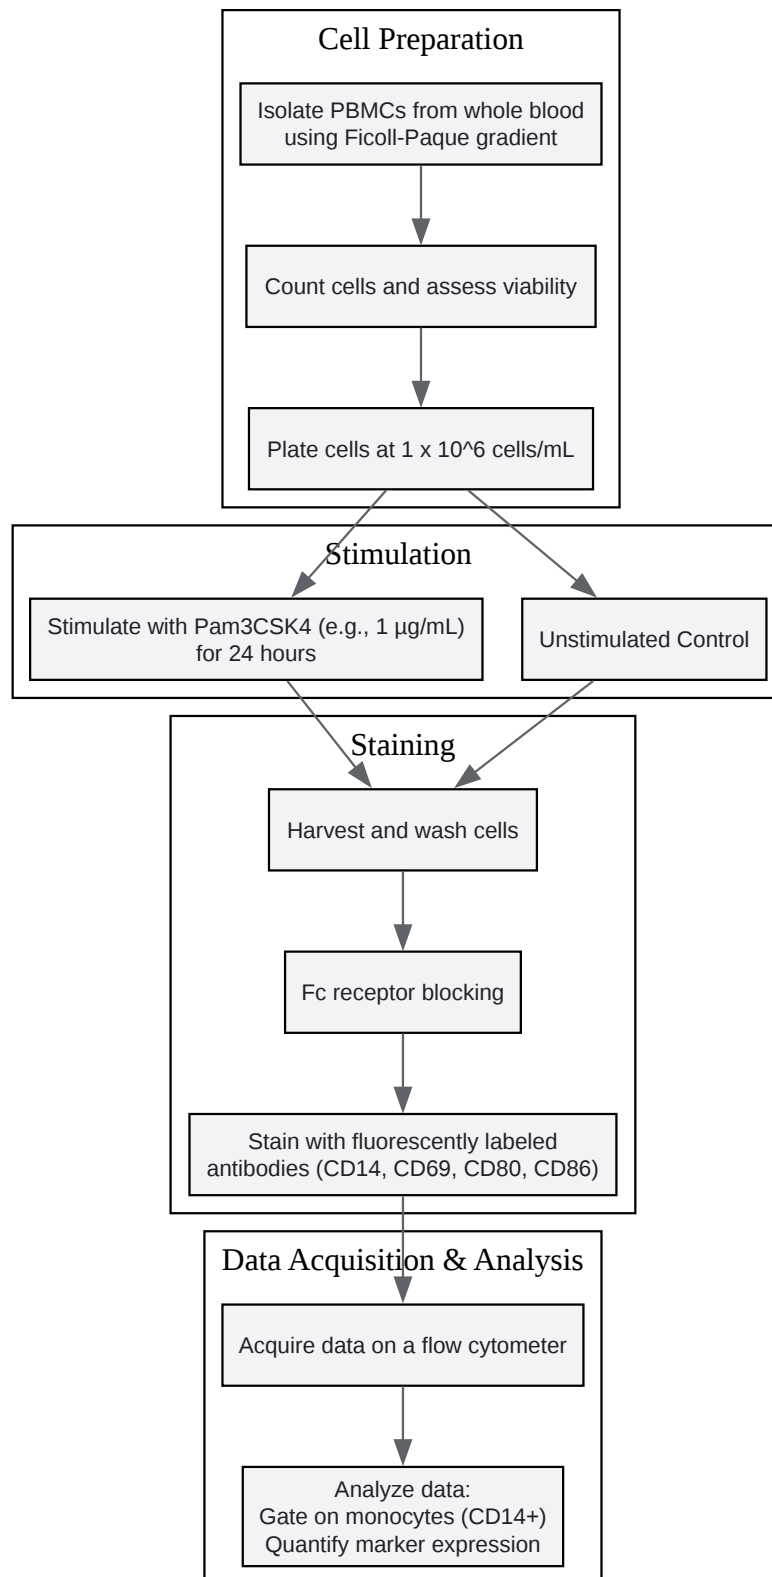 Cell Preparation
Isolate PBMCs from whole blood
using Ficoll-Paque gradient
Count cells and assess viability
Plate cells at 1 x 10^6 cells/mL
Stimulation
Stimulate with Pam3CSK4 (e.g., 1 µg/mL)
for 24 hours
Unstimulated Control
Staining
Harvest and wash cells
Fc receptor blocking
Stain with fluorescently labeled
antibodies (CD14, CD69, CD80, CD86)
Data Acquisition & Analysis
Acquire data on a flow cytometer
Analyze data:
Gate on monocytes (CD14+)
Quantify marker expression